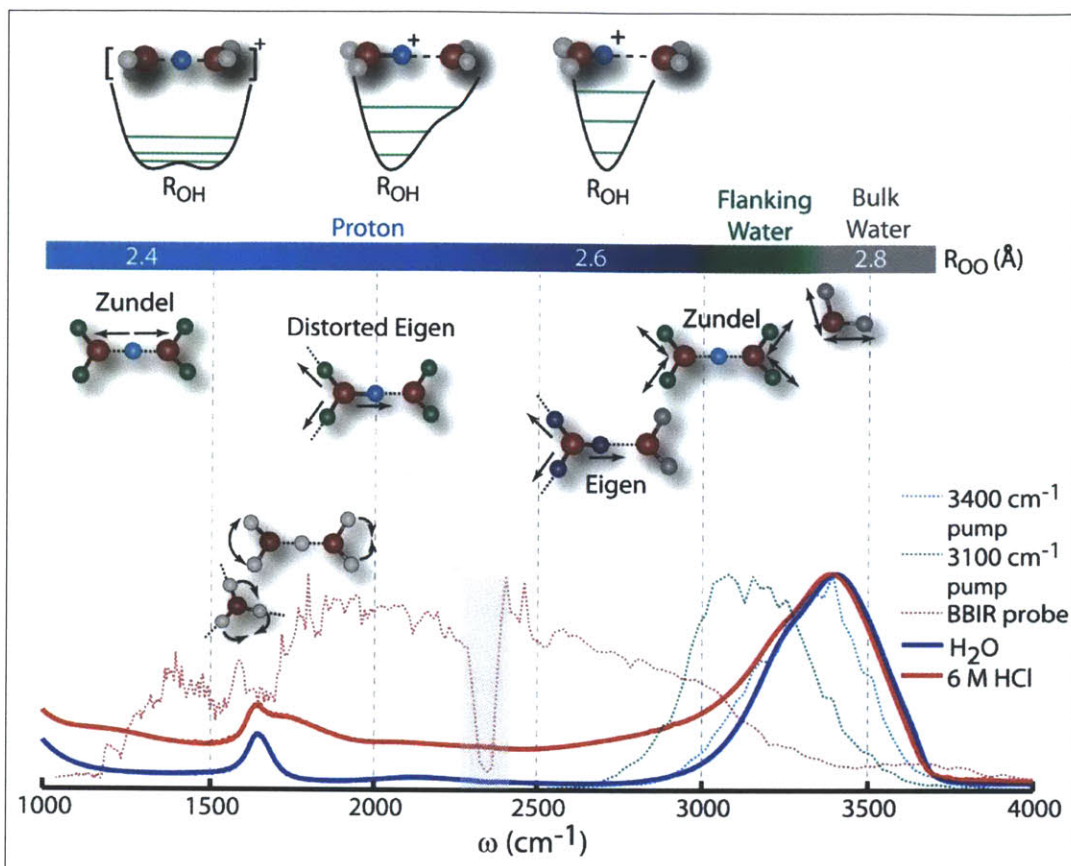 [ ]+
+
+
R_OH
R_OH
R_OH
Proton
Flanking
Water
Bulk
Water
2.4
2.6
2.8
R_OO (Å)
Zundel
Distorted Eigen
Zundel
Eigen
3400 cm-1
pump
3100 cm-1
pump
BBIR probe
H2O
6 M HCl
1000
1500
2000
2500
3000
3500
4000
ω (cm-1)